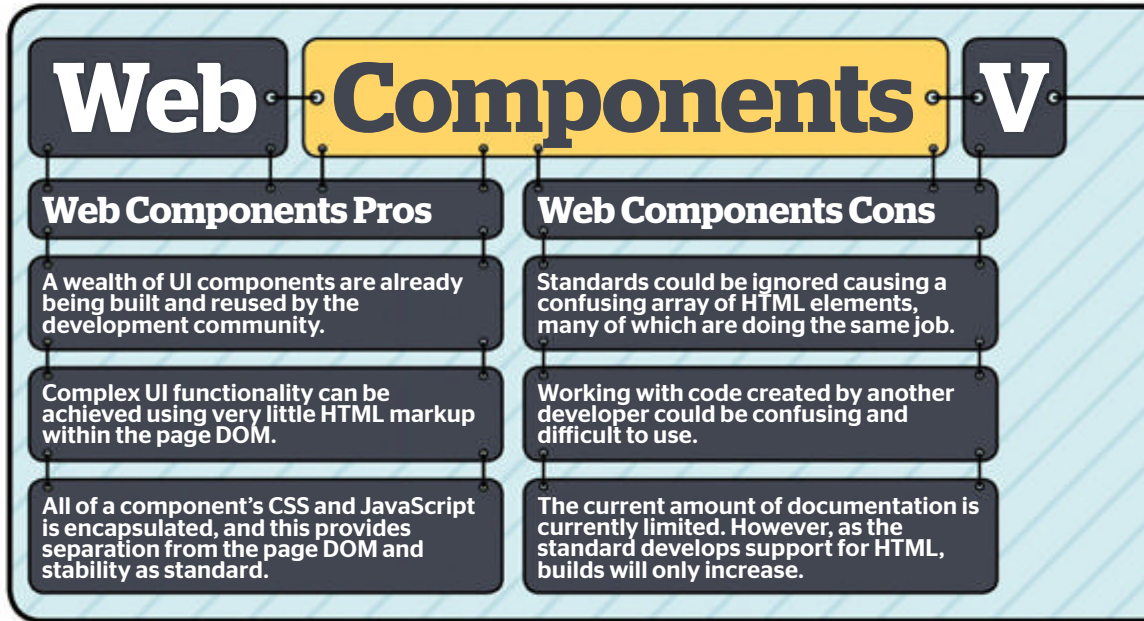 Web Components V
Web Components Pros
A wealth of UI components are already
being built and reused by the
development community.
Complex UI functionality can be
achieved using very little HTML markup
within the page DOM.
All of a component’s CSS and JavaScript
is encapsulated, and this provides
separation from the page DOM and
stability as standard.
Web Components Cons
Standards could be ignored causing a
confusing array of HTML elements,
many of which are doing the same job.
Working with code created by another
developer could be confusing and
difficult to use.
The current amount of documentation is
currently limited. However, as the
standard develops support for HTML,
builds will only increase.